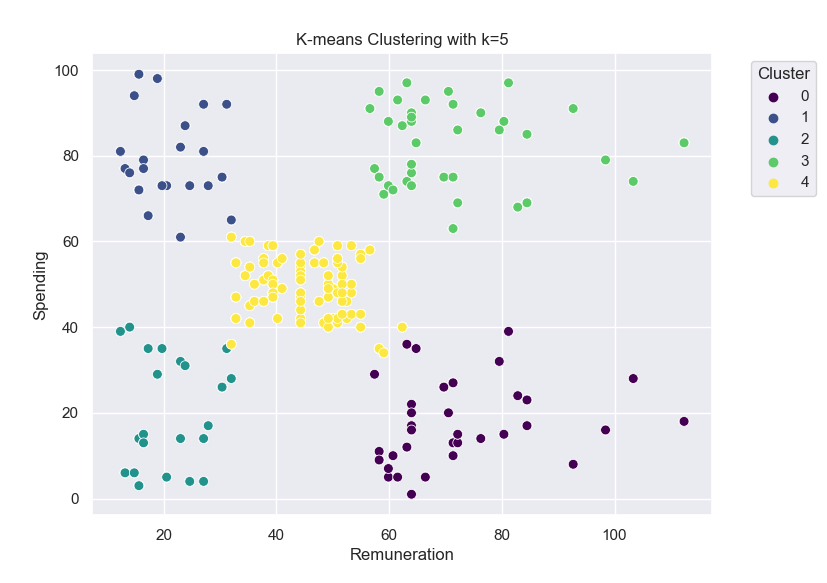 K-means Clustering with k=5
100
80
60
40
20
0
Spending
20 40 60 80 100
Remuneration
Cluster
0
1
2
3
4